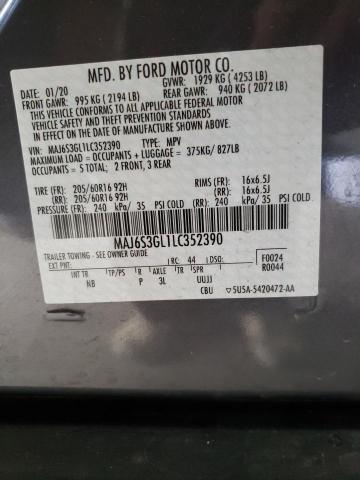 MFD. BY FORD MOTOR CO.
01/20 GVWR: 1929 KG (4253 LB)
FRONT GAWR: 995 KG (2194 LB) REAR GAWR: 940 KG (2072 LB)
THIS VEHICLE CONFORMS TO ALL APPLICABLE FEDERAL MOTOR
VEHICLE SAFETY AND THEFT PREVENTION STANDARDS IN
EFFECT ON THE DATE OF MANUFACTURE SHOWN ABOVE.
VIN: MAJ6S3GL1LC352390 TYPE: MPV
MAXIMUM LOAD = OCCUPANTS + LUGGAGE = 375KG/ 827LB
OCCUPANTS = 5 TOTAL; 2 FRONT, 3 REAR
TIRE (FR): 205/60R16 92H RIMS (FR): 16x6.5J
(RR): 205/60R16 92H (RR): 16x6.5J
PRESSURE (FR): 240 kPa/ 35 PSI COLD (RR): 240 kPa/ 35 PSI COLD
MAJ6S3GL1LC352390
TRAILER TOWING - SEE OWNER GUIDE
EXT PNT: RC: 44 DSO: F0024
R0044
INT TR TP/PS R AXLE TR SPR
NB P 3L UUJJ
CBU ▽5U5A-5420472-AA